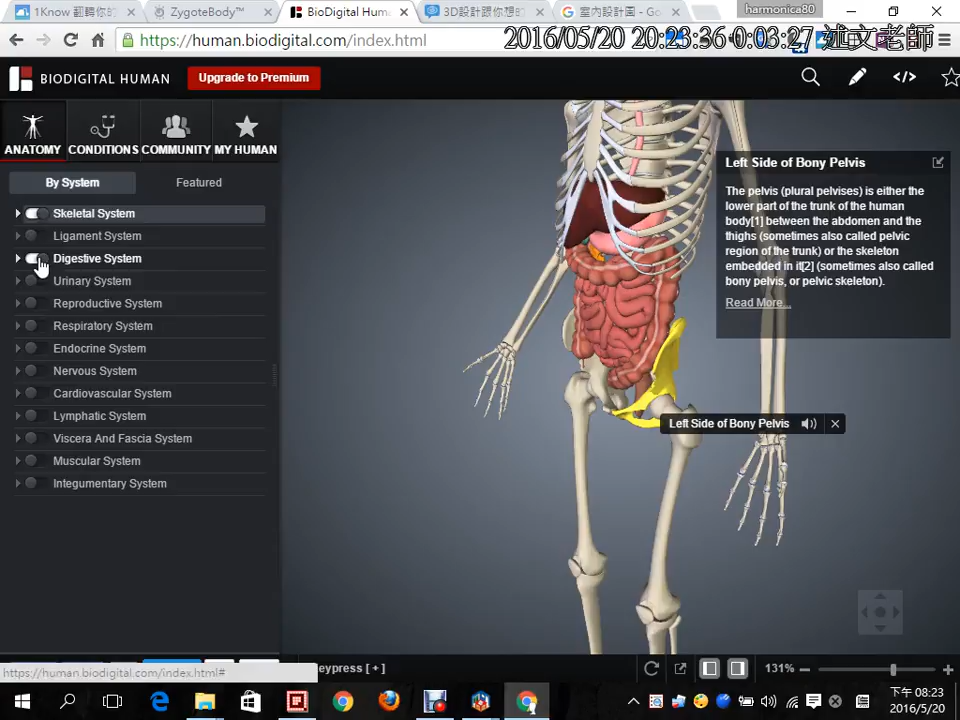 1Know 翻轉你的
ZygoteBody™
BioDigital Hum
3D設計跟你想的
室內設計圖 - Go
harmonica80
https://human.biodigital.com/index.html
2016/05/20 20:23:36 0:03:27 述文老師
BIODIGITAL HUMAN
Upgrade to Premium
ANATOMY
CONDITIONS
COMMUNITY
MY HUMAN
By System
Featured
Skeletal System
Ligament System
Digestive System
Urinary System
Reproductive System
Respiratory System
Endocrine System
Nervous System
Cardiovascular System
Lymphatic System
Viscera And Fascia System
Muscular System
Integumentary System
Left Side of Bony Pelvis
The pelvis (plural pelvises) is either the
lower part of the trunk of the human
body[1] between the abdomen and the
thighs (sometimes also called pelvic
region of the trunk) or the skeleton
embedded in it[2] (sometimes also called
bony pelvis, or pelvic skeleton).
Read More...
Left Side of Bony Pelvis
https://human.biodigital.com/index.html#
eypress [ + ]
131%
下午 08:23
2016/5/20